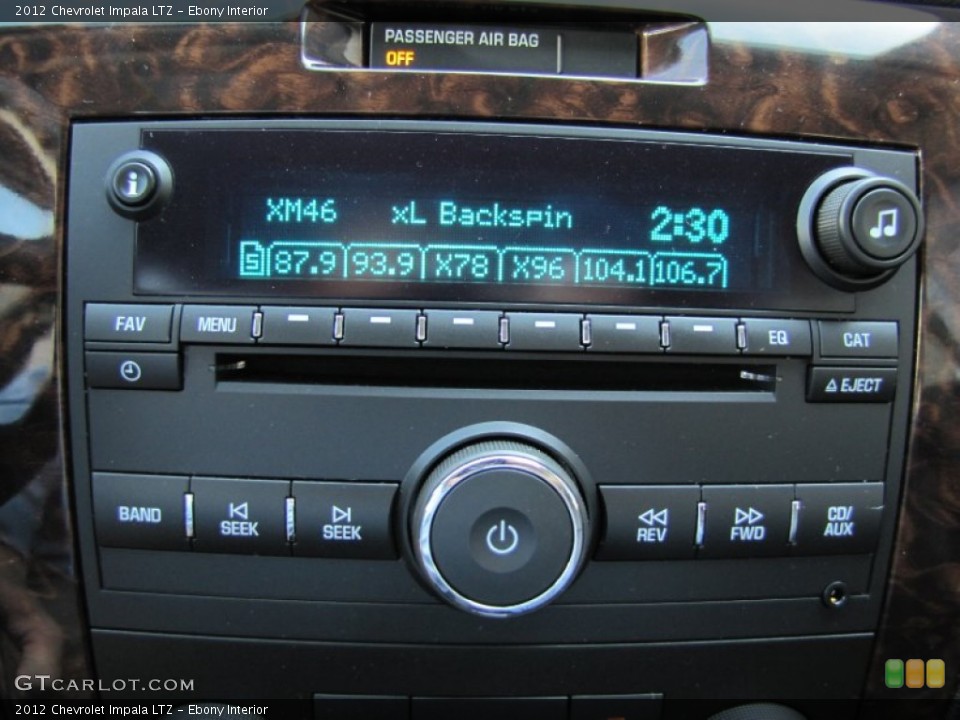 2012 Chevrolet Impala LTZ - Ebony Interior
PASSENGER AIR BAG
OFF
i
XM46 xL Backspin 2:30
5 87.9 93.9 X78 X96 104.1 106.7
FAV MENU EQ CAT
EJECT
BAND SEEK SEEK REV FWD CD/
AUX
GTCARLOT.COM
2012 Chevrolet Impala LTZ - Ebony Interior